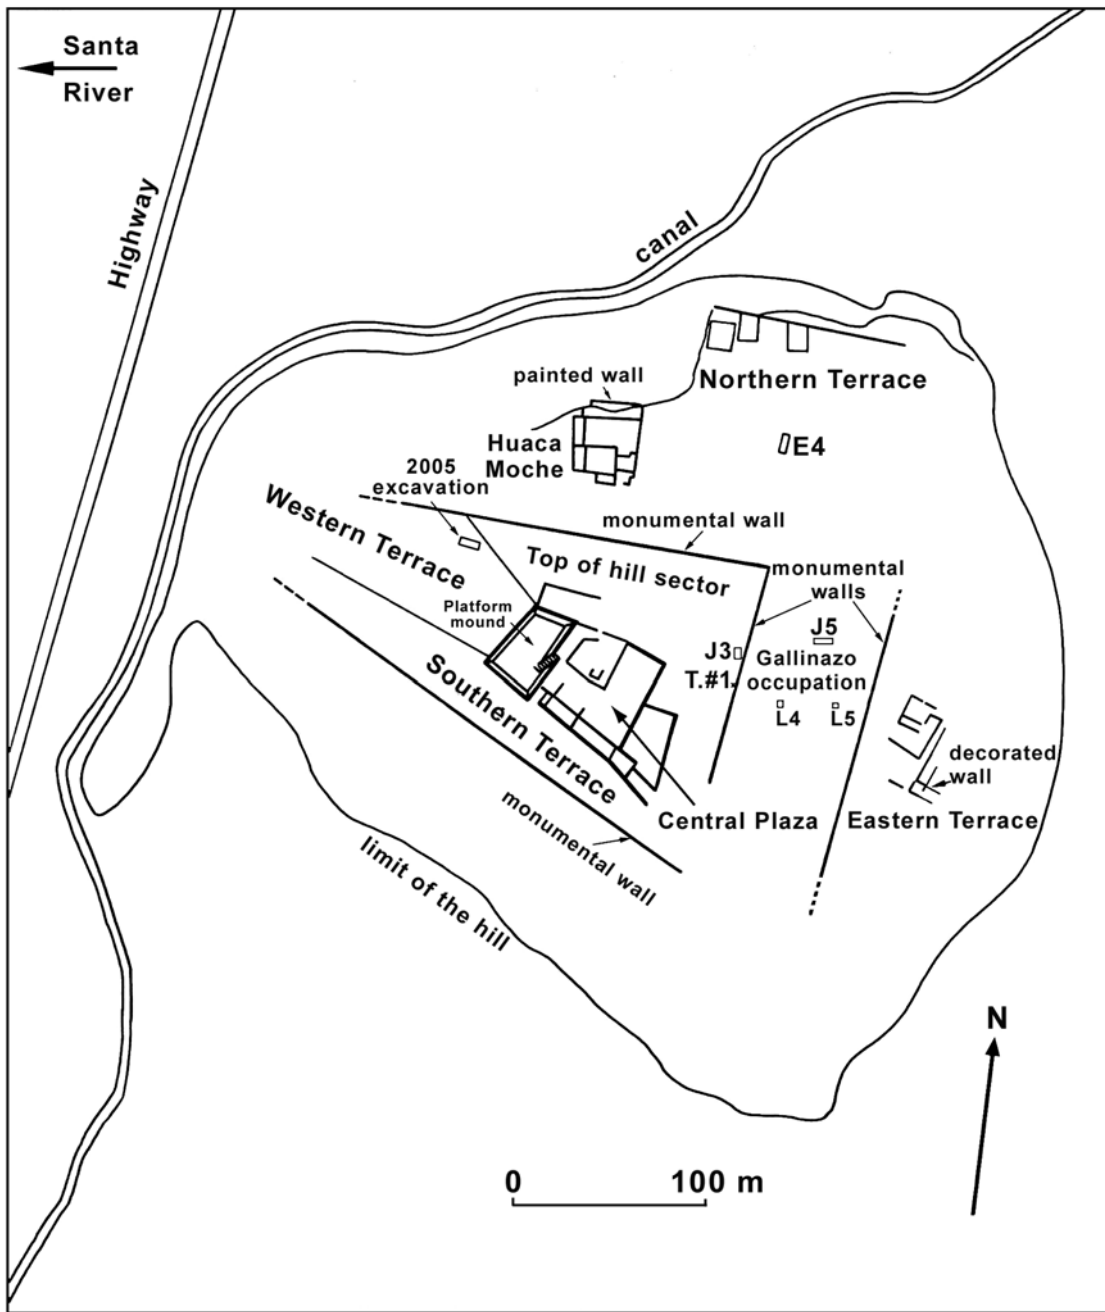 Santa
River
Highway
canal
painted wall
Northern Terrace
Huaca
Moche
E4
2005
excavation
Western Terrace
monumental wall
Top of hill sector
monumental
walls
Platform
mound
J5
J3
Gallinazo
T.#1
occupation
L4
L5
Southern Terrace
decorated
wall
Central Plaza
Eastern Terrace
monumental wall
limit of the hill
N
0
100 m